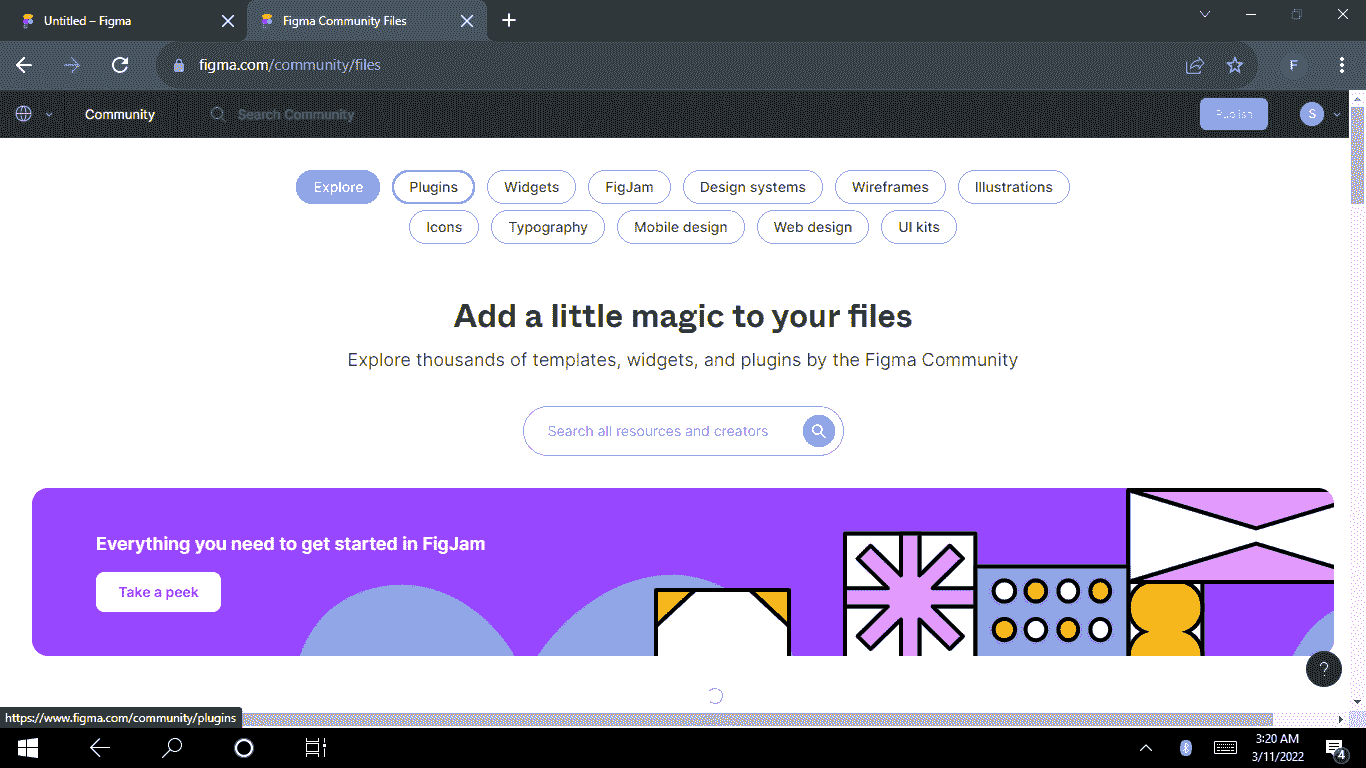 Untitled – Figma
Figma Community Files
figma.com/community/files
F
Community
Search Community
Publish
S
Explore
Plugins
Widgets
FigJam
Design systems
Wireframes
Illustrations
Icons
Typography
Mobile design
Web design
UI kits
Add a little magic to your files
Explore thousands of templates, widgets, and plugins by the Figma Community
Search all resources and creators
Everything you need to get started in FigJam
Take a peek
?
https://www.figma.com/community/plugins
3:20 AM
3/11/2022
4